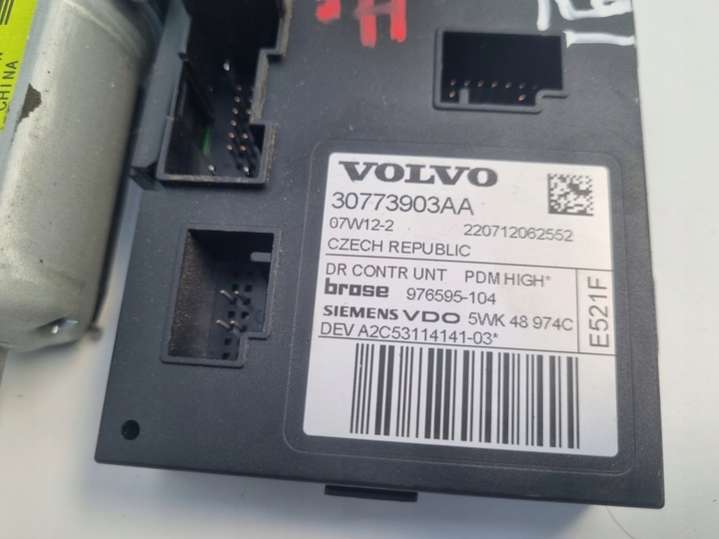 CHINA
VOLVO
30773903AA
07W12-2 220712062552
CZECH REPUBLIC
DR CONTR UNT PDM HIGH*
brose 976595-104
SIEMENS VDO 5WK 48 974C
DEV A2C53114141-03*
E521F